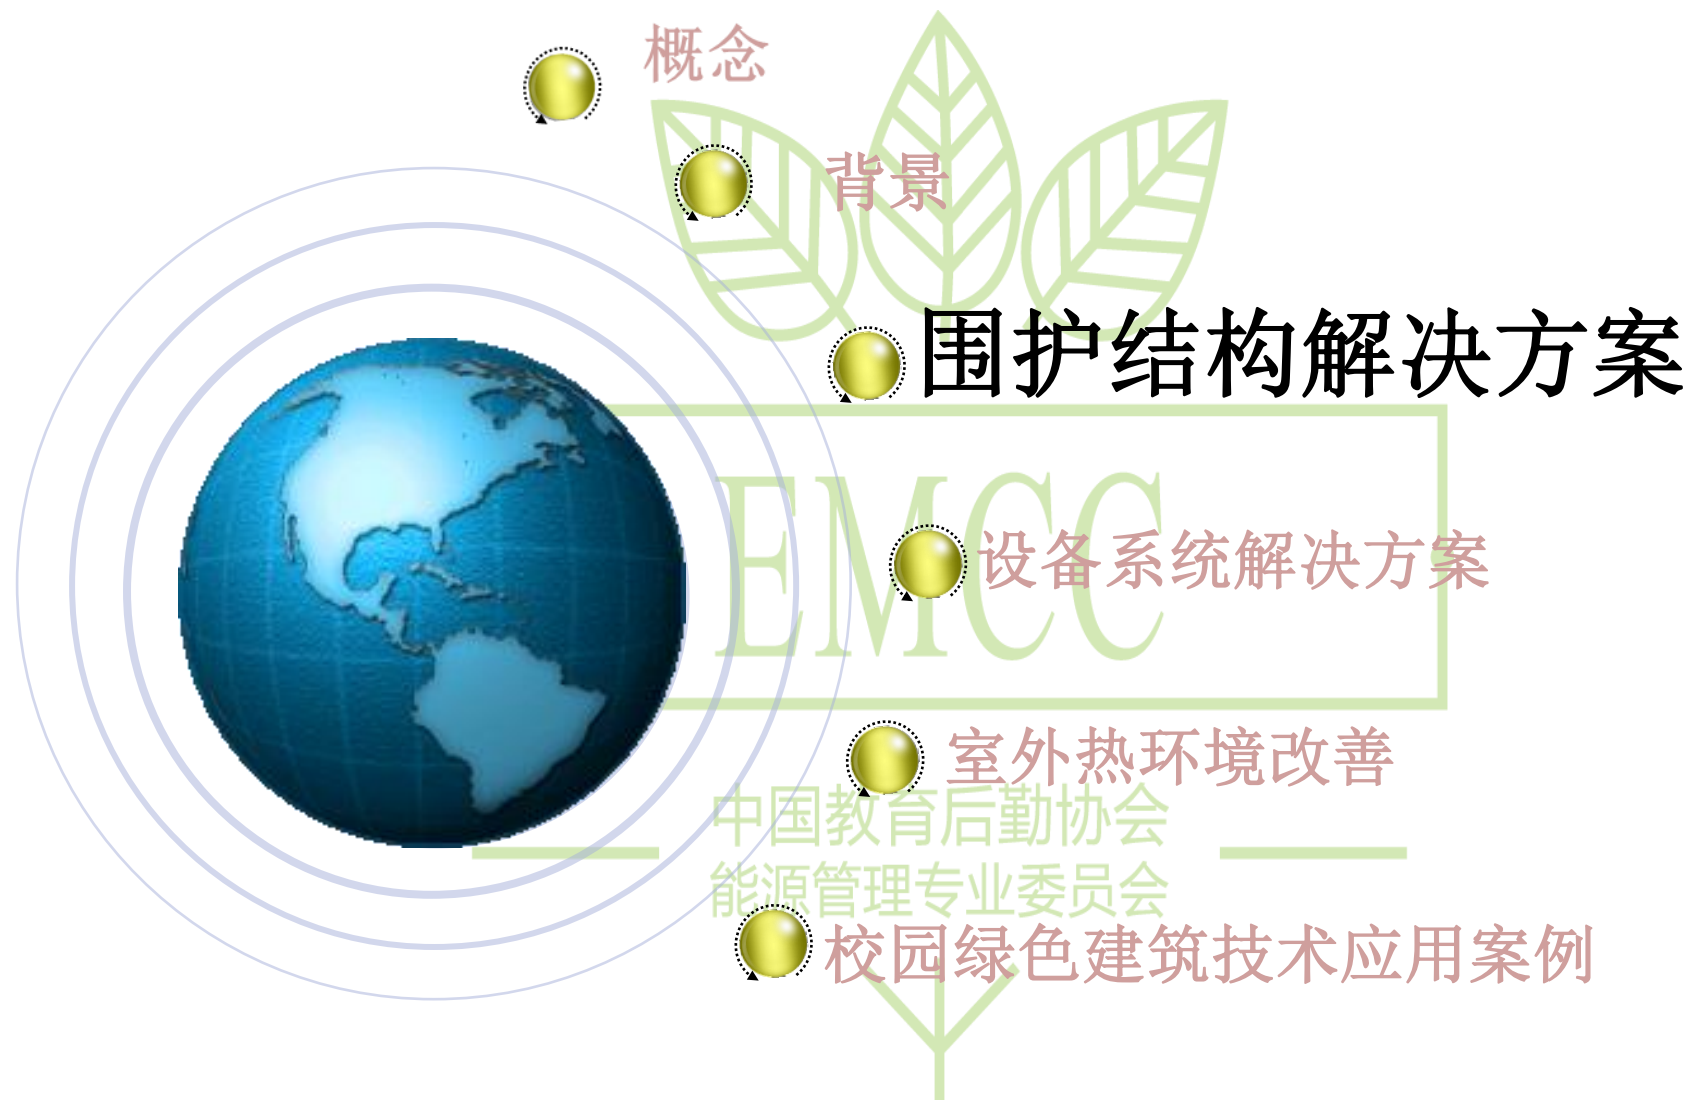 概念
背景
围护结构解决方案
EMCC
设备系统解决方案
室外热环境改善
中国教育后勤协会
能源管理专业委员会
校园绿色建筑技术应用案例